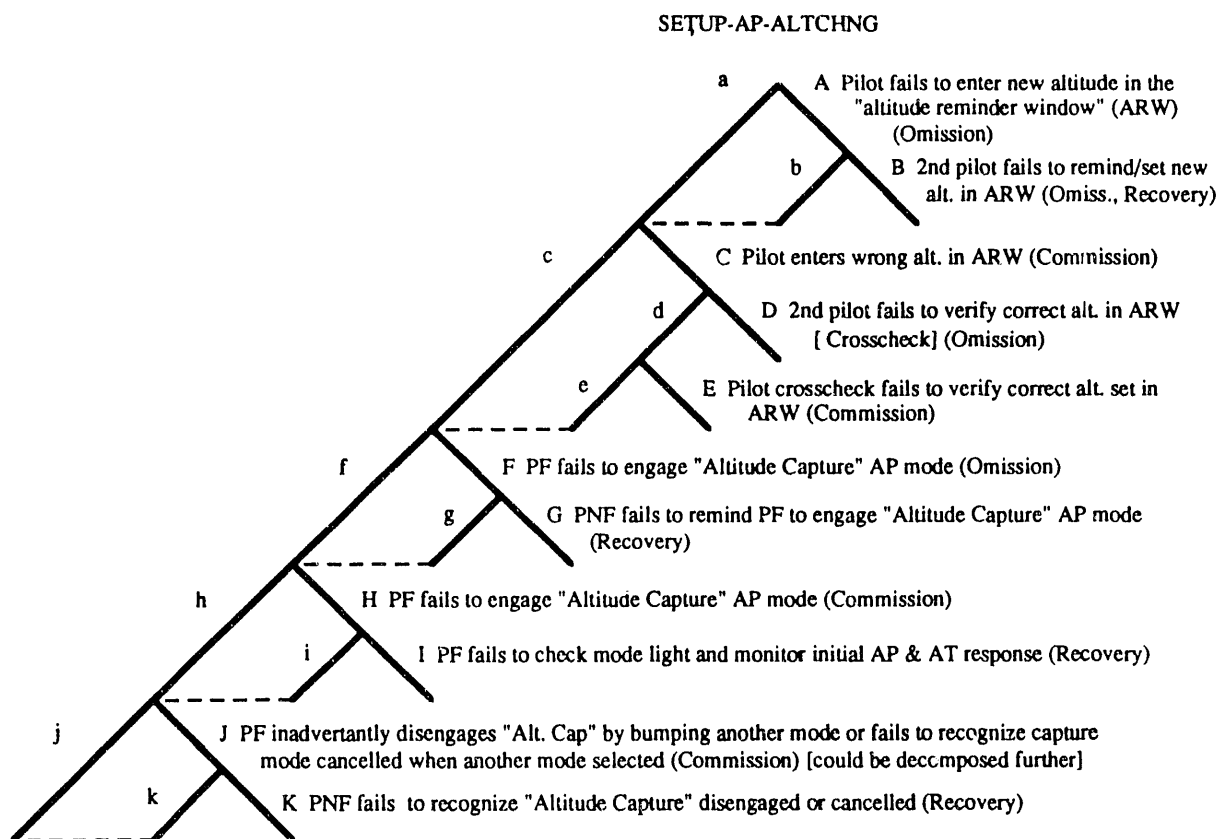 SETUP-AP-ALTCHNG
a
A Pilot fails to enter new altitude in the
"altitude reminder window" (ARW)
(Omission)
b
B 2nd pilot fails to remind/set new
alt. in ARW (Omiss., Recovery)
c
C Pilot enters wrong alt. in ARW (Commission)
d
D 2nd pilot fails to verify correct alt. in ARW
[ Crosscheck] (Omission)
e
E Pilot crosscheck fails to verify correct alt. set in
ARW (Commission)
f
F PF fails to engage "Altitude Capture" AP mode (Omission)
g
G PNF fails to remind PF to engage "Altitude Capture" AP mode
(Recovery)
h
H PF fails to engage "Altitude Capture" AP mode (Commission)
i
I PF fails to check mode light and monitor initial AP & AT response (Recovery)
j
J PF inadvertantly disengages "Alt. Cap" by bumping another mode or fails to recognize capture
mode cancelled when another mode selected (Commission) [could be decomposed further]
k
K PNF fails to recognize "Altitude Capture" disengaged or cancelled (Recovery)